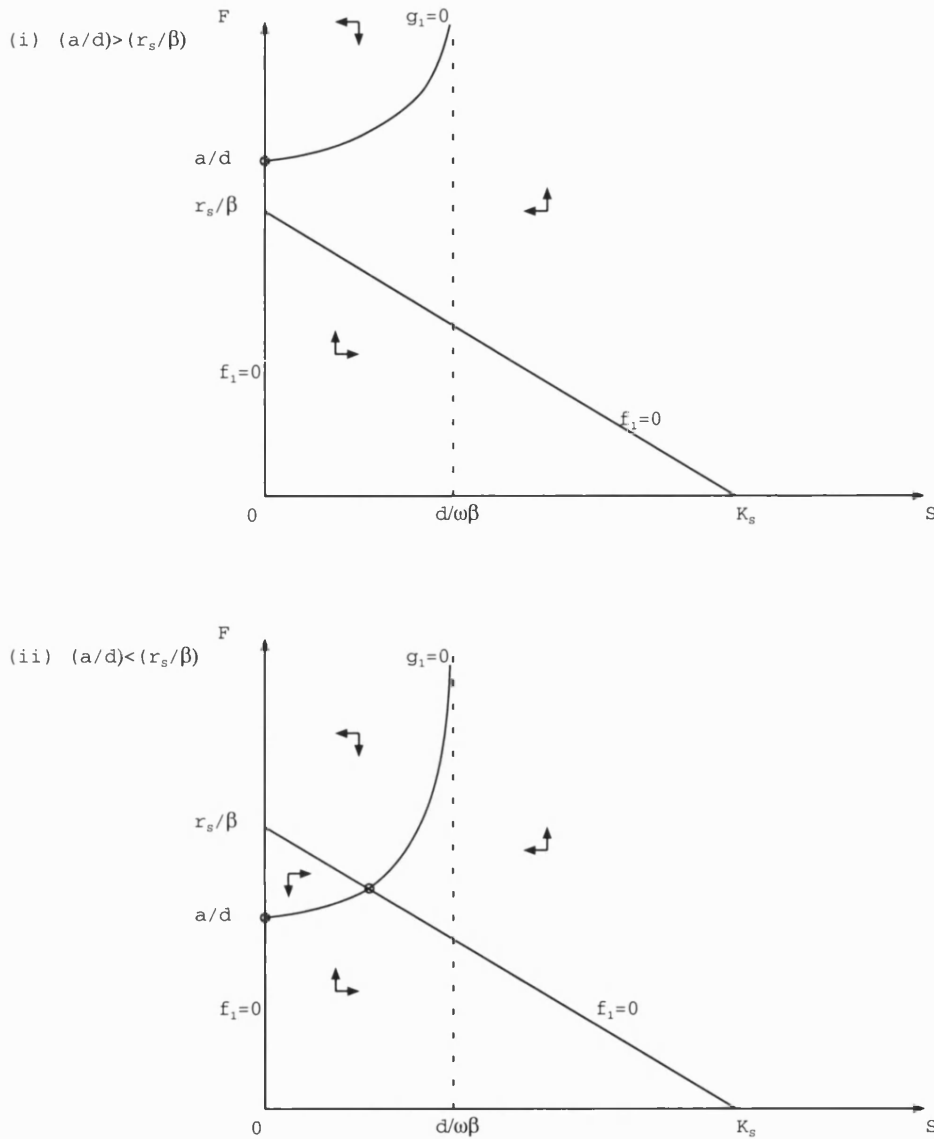 F
g₁=0
(i) (a/d)>(r_s/β)
a/d
r_s/β
f₁=0
f₁=0
0
d/ωβ
K_s
S
F
g₁=0
(ii) (a/d)<(r_s/β)
r_s/β
a/d
f₁=0
f₁=0
0
d/ωβ
K_s
S